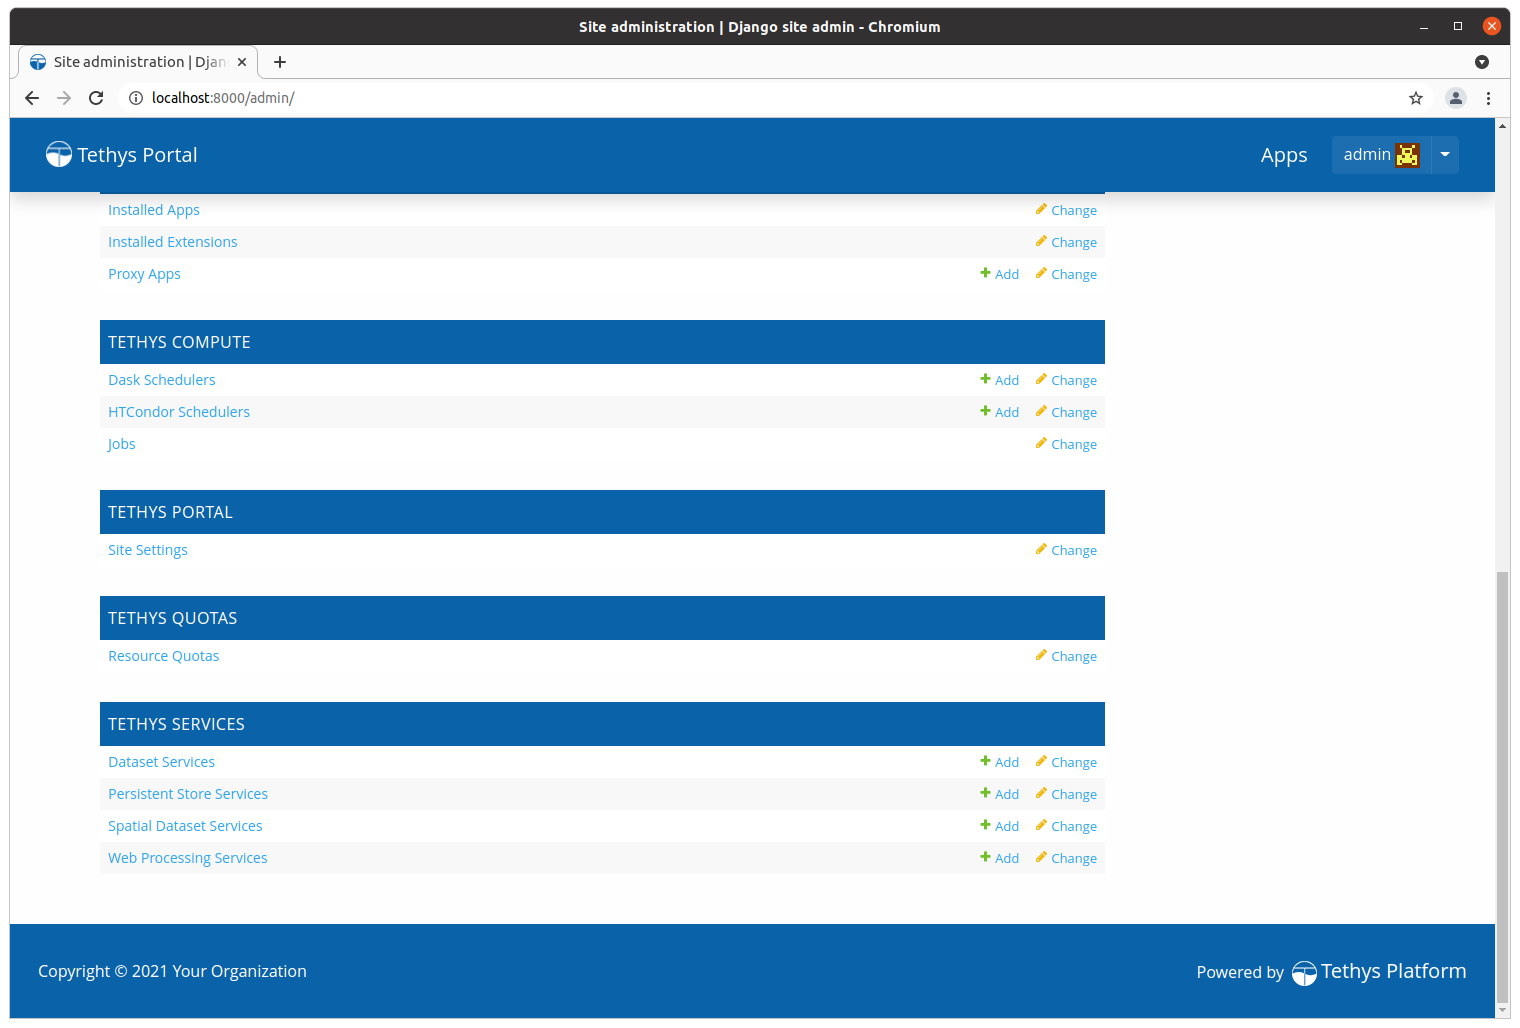 Site administration | Django site admin - Chromium
Site administration | Djan
localhost:8000/admin/
Tethys Portal Apps admin
Installed Apps Change
Installed Extensions Change
Proxy Apps Add Change
TETHYS COMPUTE
Dask Schedulers Add Change
HTCondor Schedulers Add Change
Jobs Change
TETHYS PORTAL
Site Settings Change
TETHYS QUOTAS
Resource Quotas Change
TETHYS SERVICES
Dataset Services Add Change
Persistent Store Services Add Change
Spatial Dataset Services Add Change
Web Processing Services Add Change
Copyright © 2021 Your Organization Powered by Tethys Platform